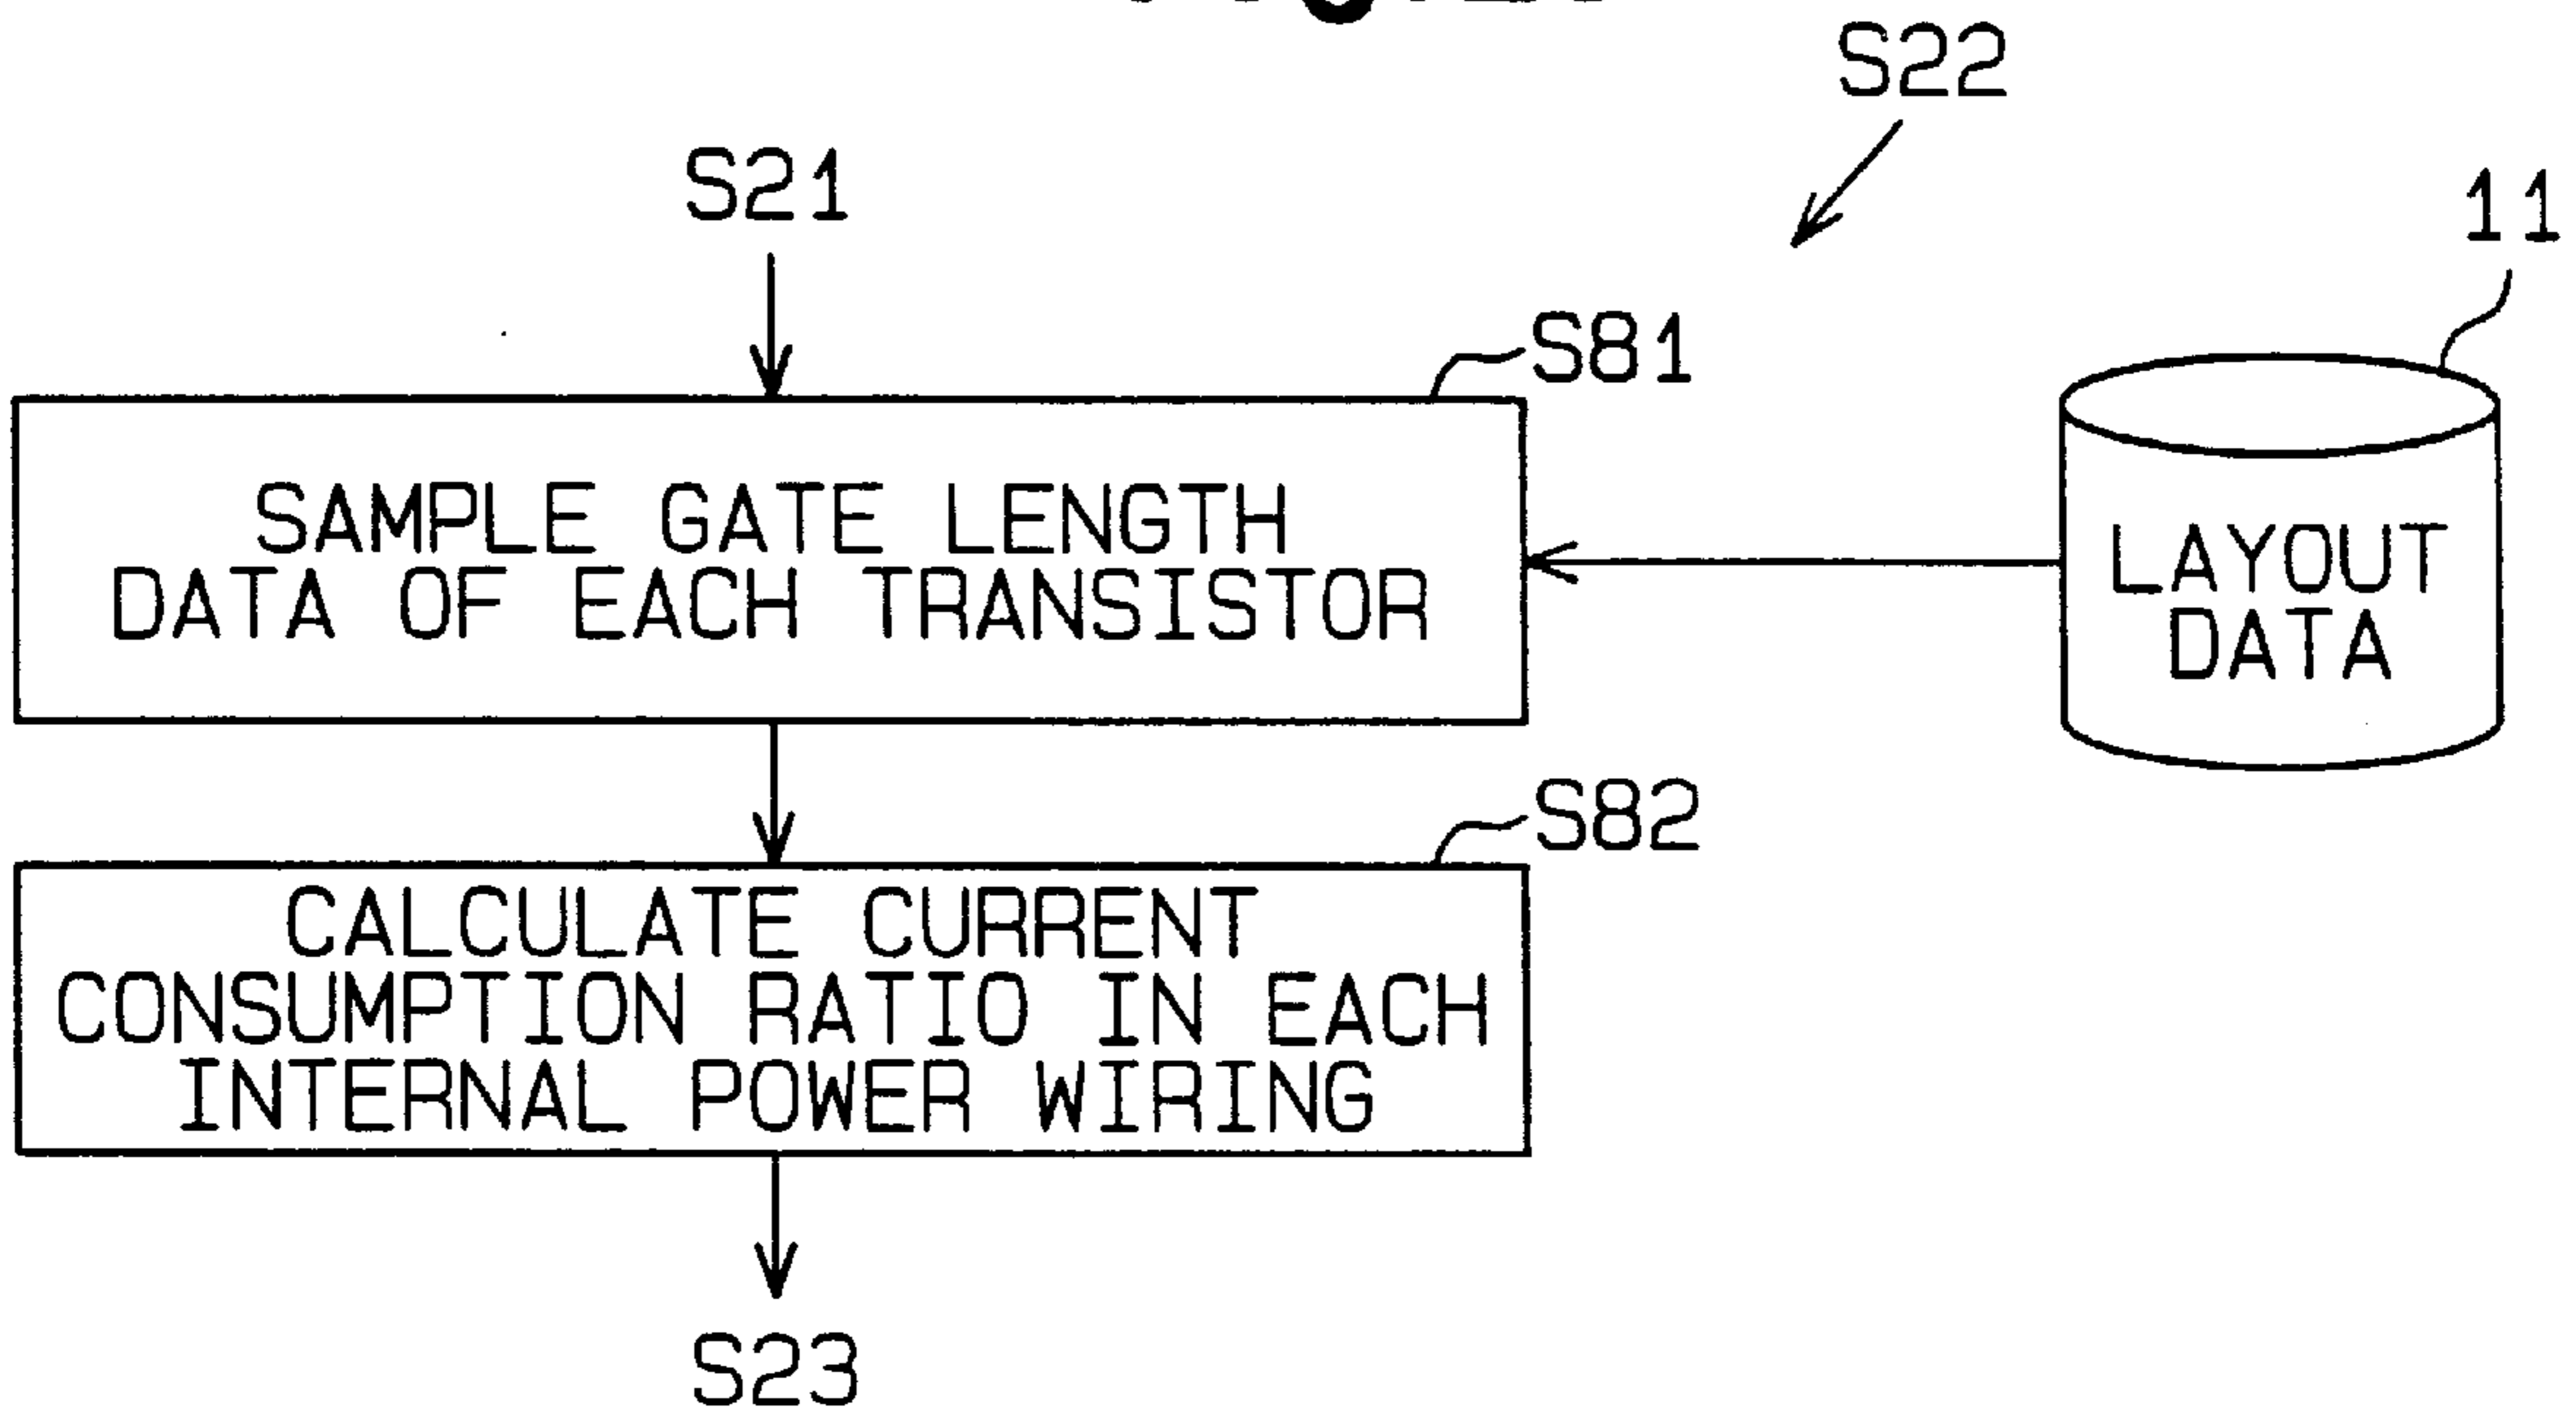 S22
S21
11
S81
SAMPLE GATE LENGTH
DATA OF EACH TRANSISTOR
LAYOUT
DATA
S82
CALCULATE CURRENT
CONSUMPTION RATIO IN EACH
INTERNAL POWER WIRING
S23